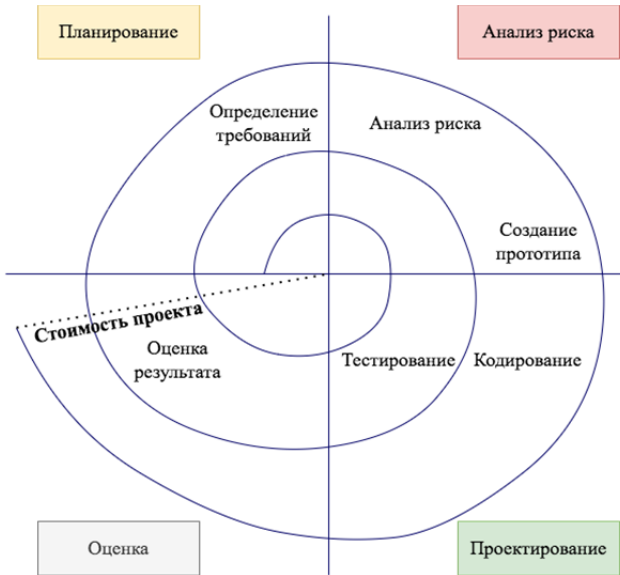 Планирование
Анализ риска
Определение
требований
Анализ риска
Создание
прототипа
Стоимость проекта
Оценка
результата
Тестирование
Кодирование
Оценка
Проектирование